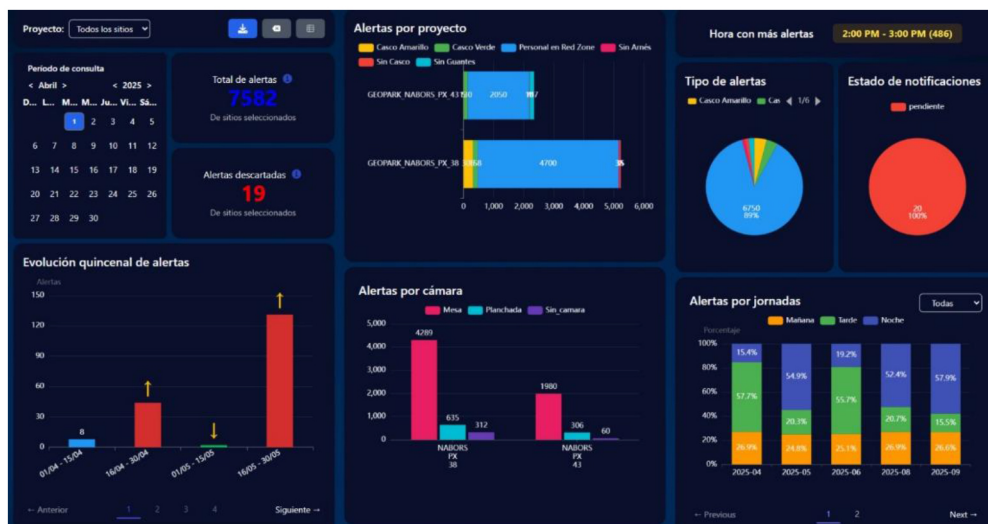 Proyecto: Todos los sitios
Período de consulta
< Abril > < 2025 >
D... L... M... M... Ju... Vi... Sá...
1 2 3 4 5
6 7 8 9 10 11 12
13 14 15 16 17 18 19
20 21 22 23 24 25 26
27 28 29 30
Total de alertas
7582
De sitios seleccionados
Alertas descartadas
19
De sitios seleccionados
Alertas por proyecto
Casco Amarillo Casco Verde Personal en Red Zone Sin Arnés
Sin Casco Sin Guantes
GEOPARK_NABORS_PX_43 2050
GEOPARK_NABORS_PX_38 4700
0 1,000 2,000 3,000 4,000 5,000 6,000
Hora con más alertas 2:00 PM - 3:00 PM (486)
Tipo de alertas
Casco Amarillo Cas 1/6
6750
89%
Estado de notificaciones
pendiente
20
100%
Evolución quincenal de alertas
Alertas
150
120
90
60
30
0
8
01/04 - 15/04 16/04 - 30/04 01/05 - 15/05 16/05 - 30/05
← Anterior 1 2 3 4 Siguiente →
Alertas por cámara
Mesa Planchada Sin_camara
5,000
4,000
3,000
2,000
1,000
0
4289 635 312
1980 306 60
NABORS NABORS
PX PX
38 43
Alertas por jornadas Todas
Mañana Tarde Noche
Porcentaje
100%
80%
60%
40%
20%
0%
15.4% 54.9% 19.2% 52.4% 57.9%
57.7% 20.3% 55.7% 20.7% 15.5%
26.9% 24.8% 25.1% 26.9% 26.6%
2025-04 2025-05 2025-06 2025-08 2025-09
← Previous 1 2 Next →